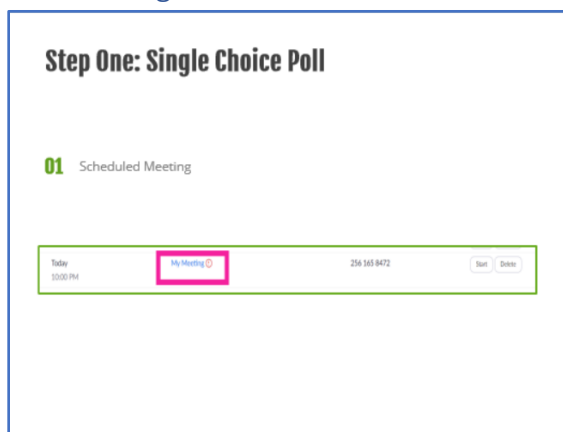 Step One: Single Choice Poll
01 Scheduled Meeting
Today My Meeting 256 165 8472 Start Delete
10:00 PM